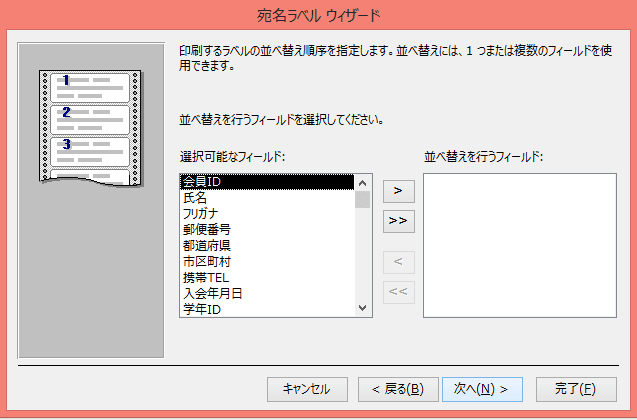 宛名ラベル ウィザード
印刷するラベルの並べ替え順序を指定します。並べ替えには、1 つまたは複数のフィールドを使
用できます。
並べ替えを行うフィールドを選択してください。
選択可能なフィールド:
並べ替えを行うフィールド:
1
2
3
会員ID
氏名
フリガナ
郵便番号
都道府県
市区町村
携帯TEL
入会年月日
学年ID
>
>>
<
<<
キャンセル
< 戻る(B)
次へ(N) >
完了(F)